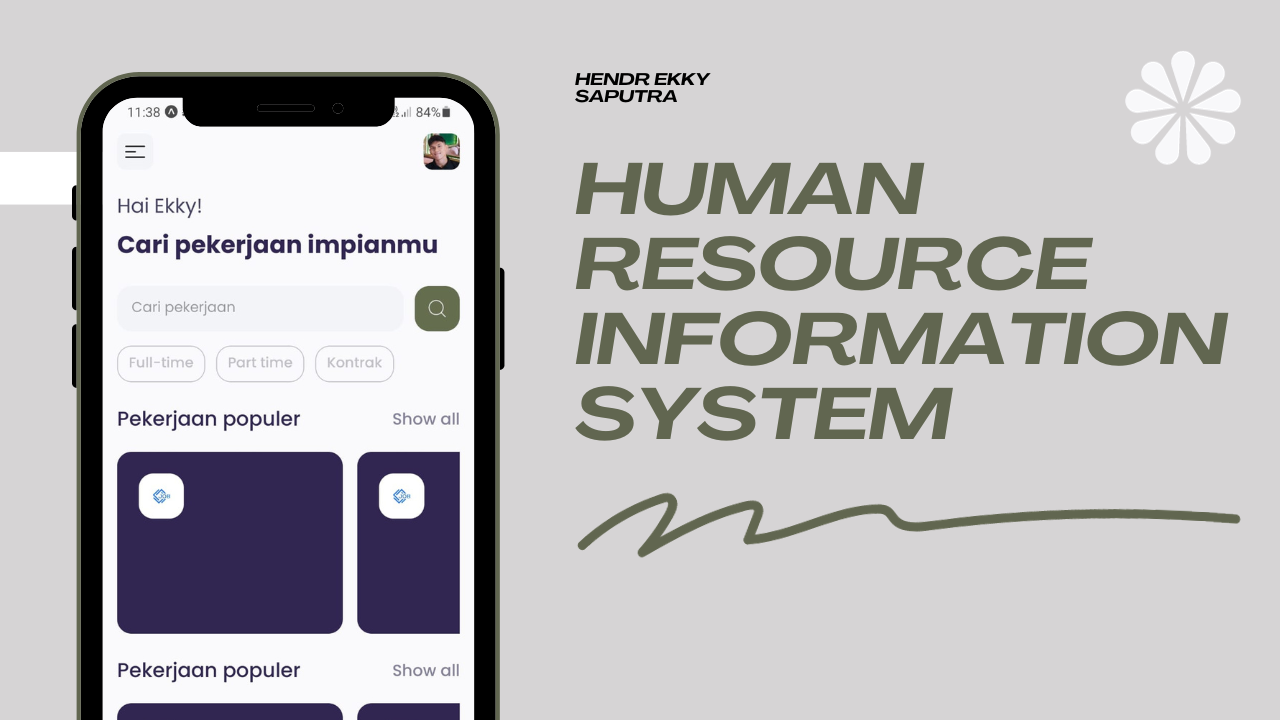 11:38
84%
Hai Ekky!
Cari pekerjaan impianmu
Cari pekerjaan
Full-time
Part time
Kontrak
Pekerjaan populer
Show all
Pekerjaan populer
Show all
HENDR EKKY
SAPUTRA
HUMAN
RESOURCE
INFORMATION
SYSTEM